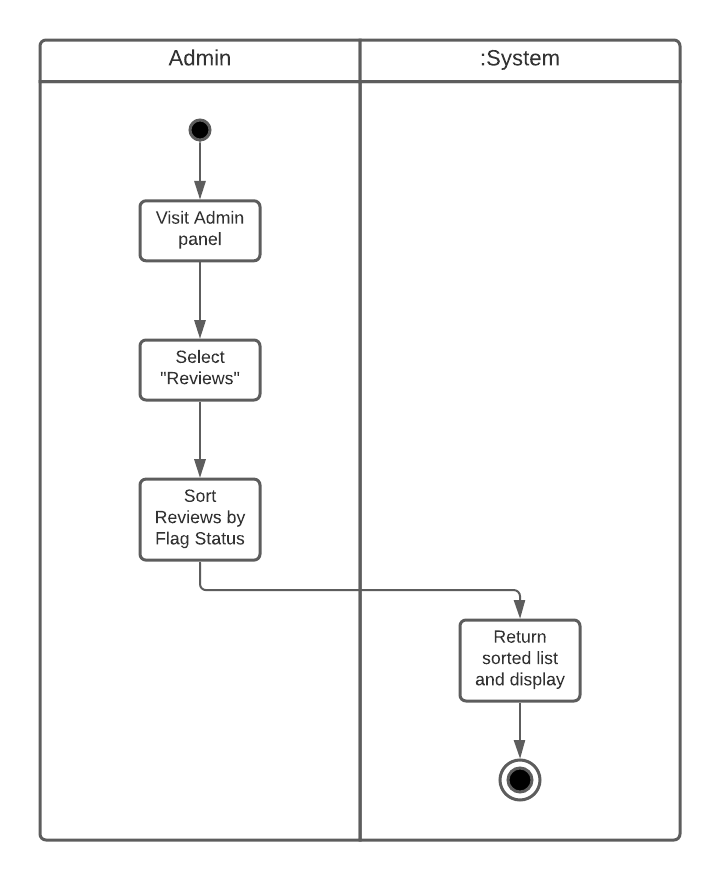 Admin
:System
Visit Admin
panel
Select
"Reviews"
Sort
Reviews by
Flag Status
Return
sorted list
and display